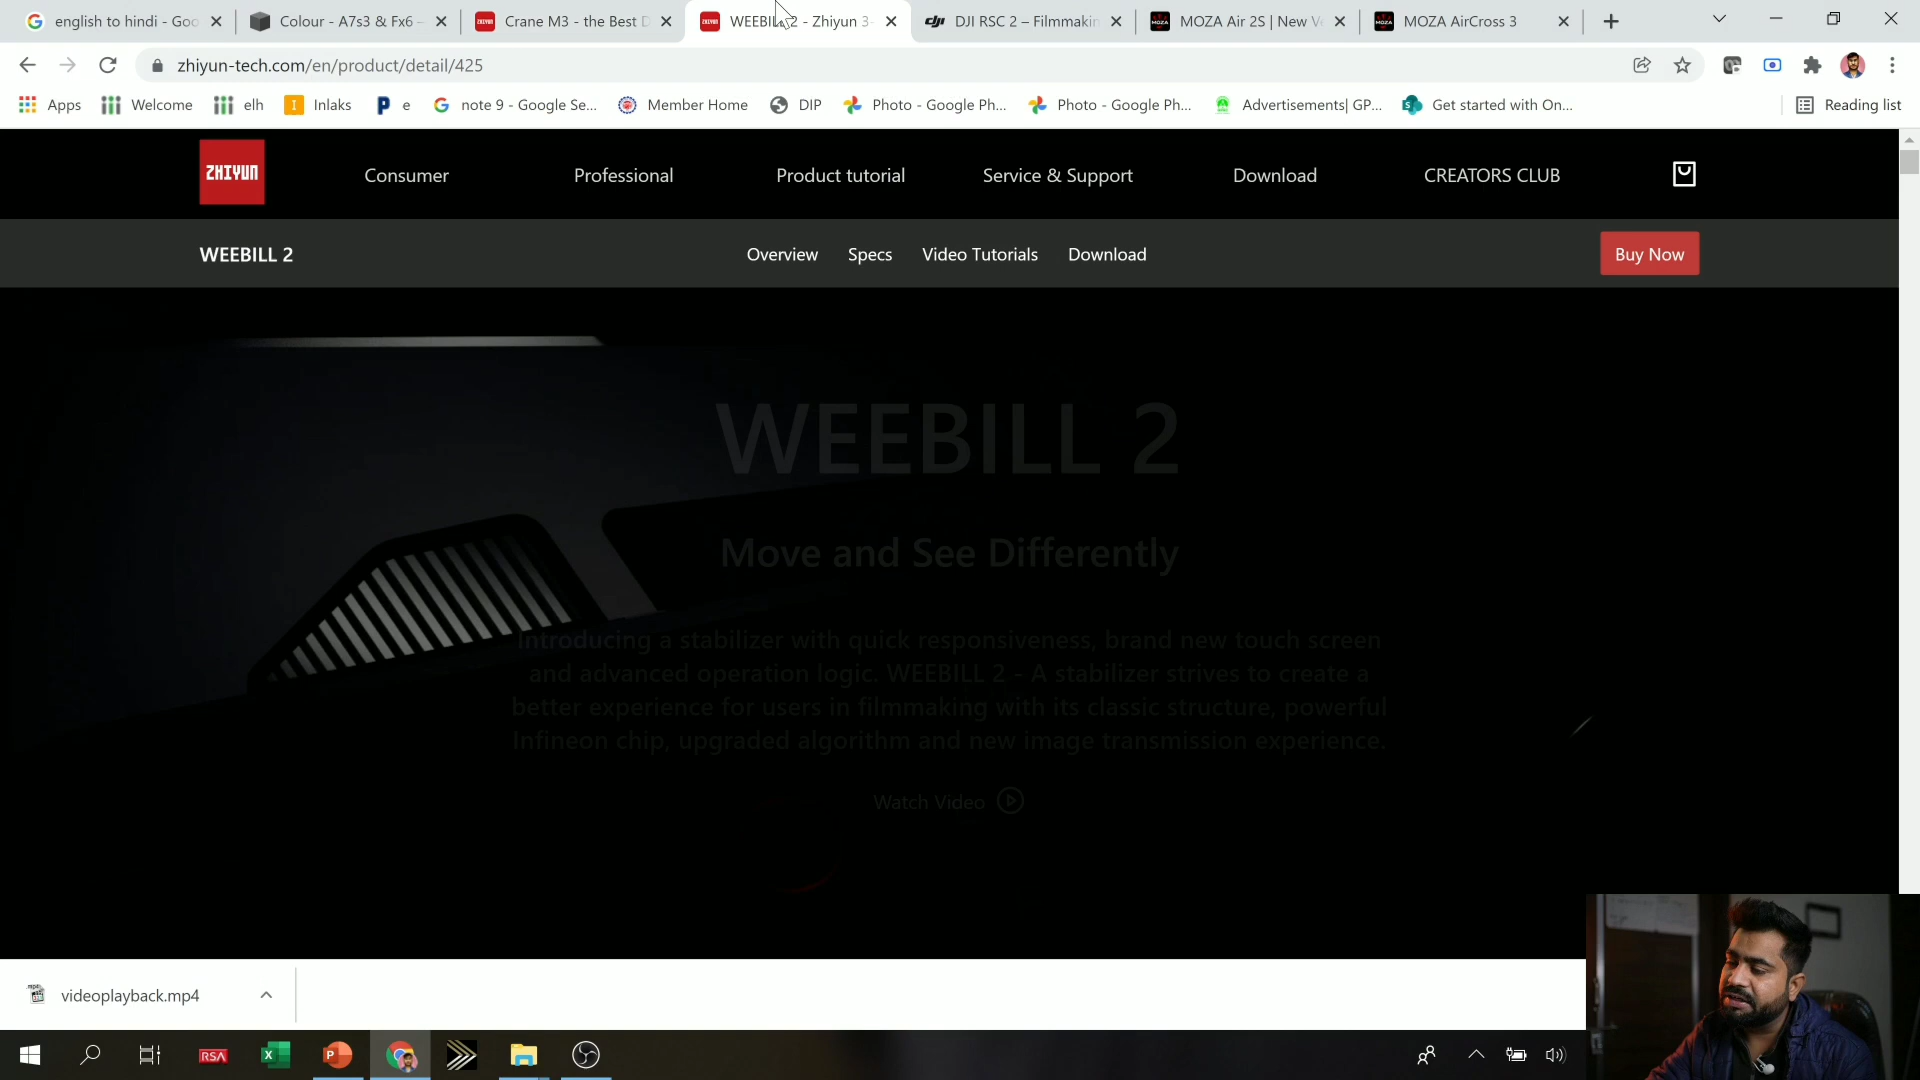 english to hindi - Goo
Colour - A7s3 & Fx6 -
Crane M3 - the Best D
WEEBILL 2 - Zhiyun 3-
DJI RSC 2 – Filmmakin
MOZA Air 2S | New Ve
MOZA AirCross 3
zhiyun-tech.com/en/product/detail/425
Apps
Welcome
elh
Inlaks
e
note 9 - Google Se...
Member Home
DIP
Photo - Google Ph...
Photo - Google Ph...
Advertisements| GP...
Get started with On...
Reading list
ZHIYUN
Consumer
Professional
Product tutorial
Service & Support
Download
CREATORS CLUB
WEEBILL 2
Overview
Specs
Video Tutorials
Download
Buy Now
WEEBILL 2
Move and See Differently
Introducing a stabilizer with quick responsiveness, brand new touch screen
and advanced operation logic. WEEBILL 2 - A stabilizer strives to create a
better experience for users in filmmaking with its classic structure, powerful
Infineon chip, upgraded algorithm and new image transmission experience.
Watch Video
videoplayback.mp4
RSA